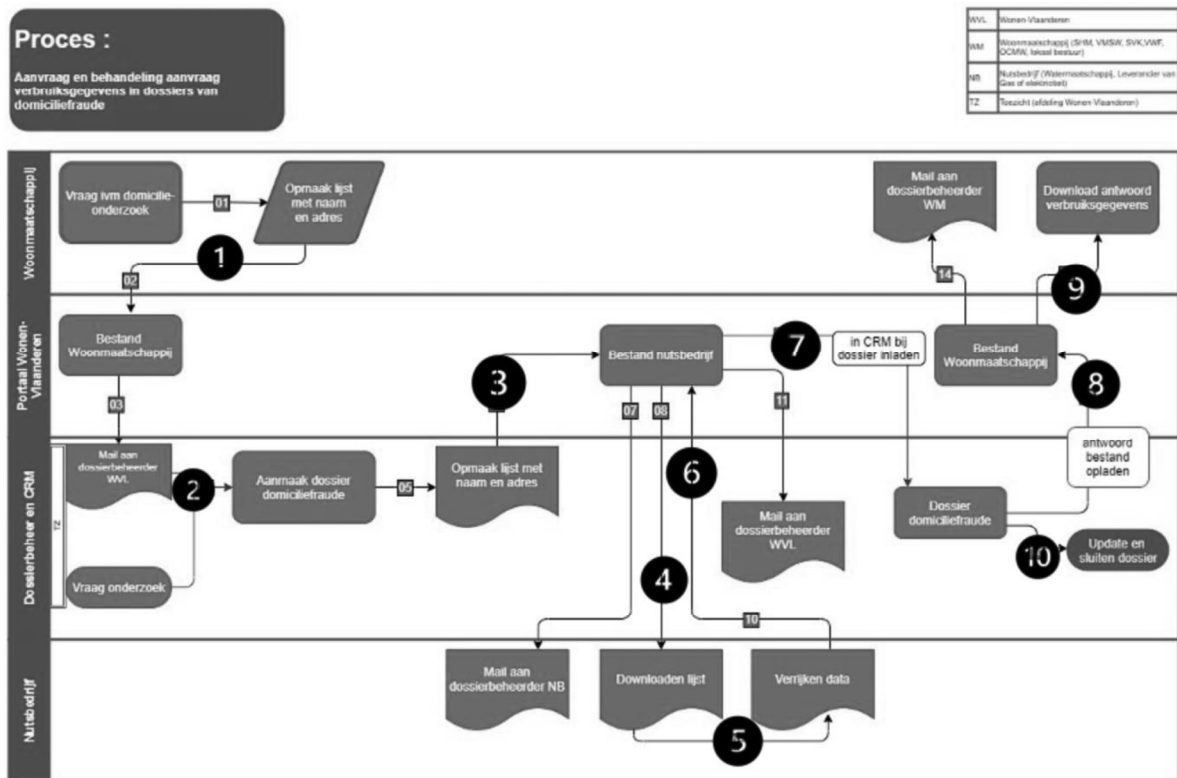 Proces :
Aanvraag en behandeling aanvraag
verbruiksgegevens in dossiers van
domiciliefraude
WVL Wonen-Vlaanderen
WM Woonmaatschappij (SHM, VMSW, SVK,VWF,
OCMW, lokaal bestuur)
NB Nutsbedrijf (Watermaatschappij, Leverancier van
Gas of elektriciteit)
TZ Toezicht (afdeling Wonen-Vlaanderen)
Woonmaatschappij
Vraag ivm domicilie-
onderzoek
01
Opmaak lijst
met naam
en adres
1
02
Mail aan
dossierbeheerder
WM
Download antwoord
verbruiksgegevens
14
9
Portaal Wonen-
Vlaanderen
Bestand
Woonmaatschappij
03
3
Bestand nutsbedrijf
07
08
6
7
11
in CRM bij
dossier inladen
Bestand
Woonmaatschappij
8
Dossierbeheer en CRM
TZ
Mail aan
dossierbeheerder
WVL
2
Vraag onderzoek
Aanmaak dossier
domiciliefraude
05
Opmaak lijst met
naam en adres
4
10
Mail aan
dossierbeheerder
WVL
Dossier
domiciliefraude
antwoord
bestand
opladen
10
Update en
sluiten dossier
Nutsbedrijf
Mail aan
dossierbeheerder NB
Downloaden lijst
5
Verrijken data